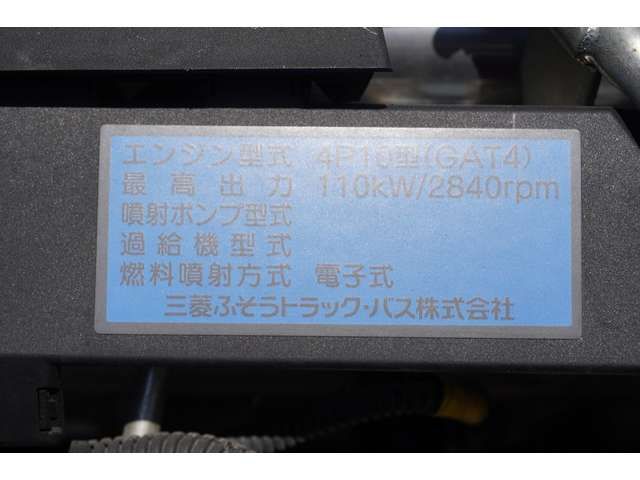 エンジン型式 4P10型(GAT4)
最高出力 110kW/2840rpm
噴射ポンプ型式
過給機型式
燃料噴射方式 電子式
三菱ふそうトラック・バス株式会社